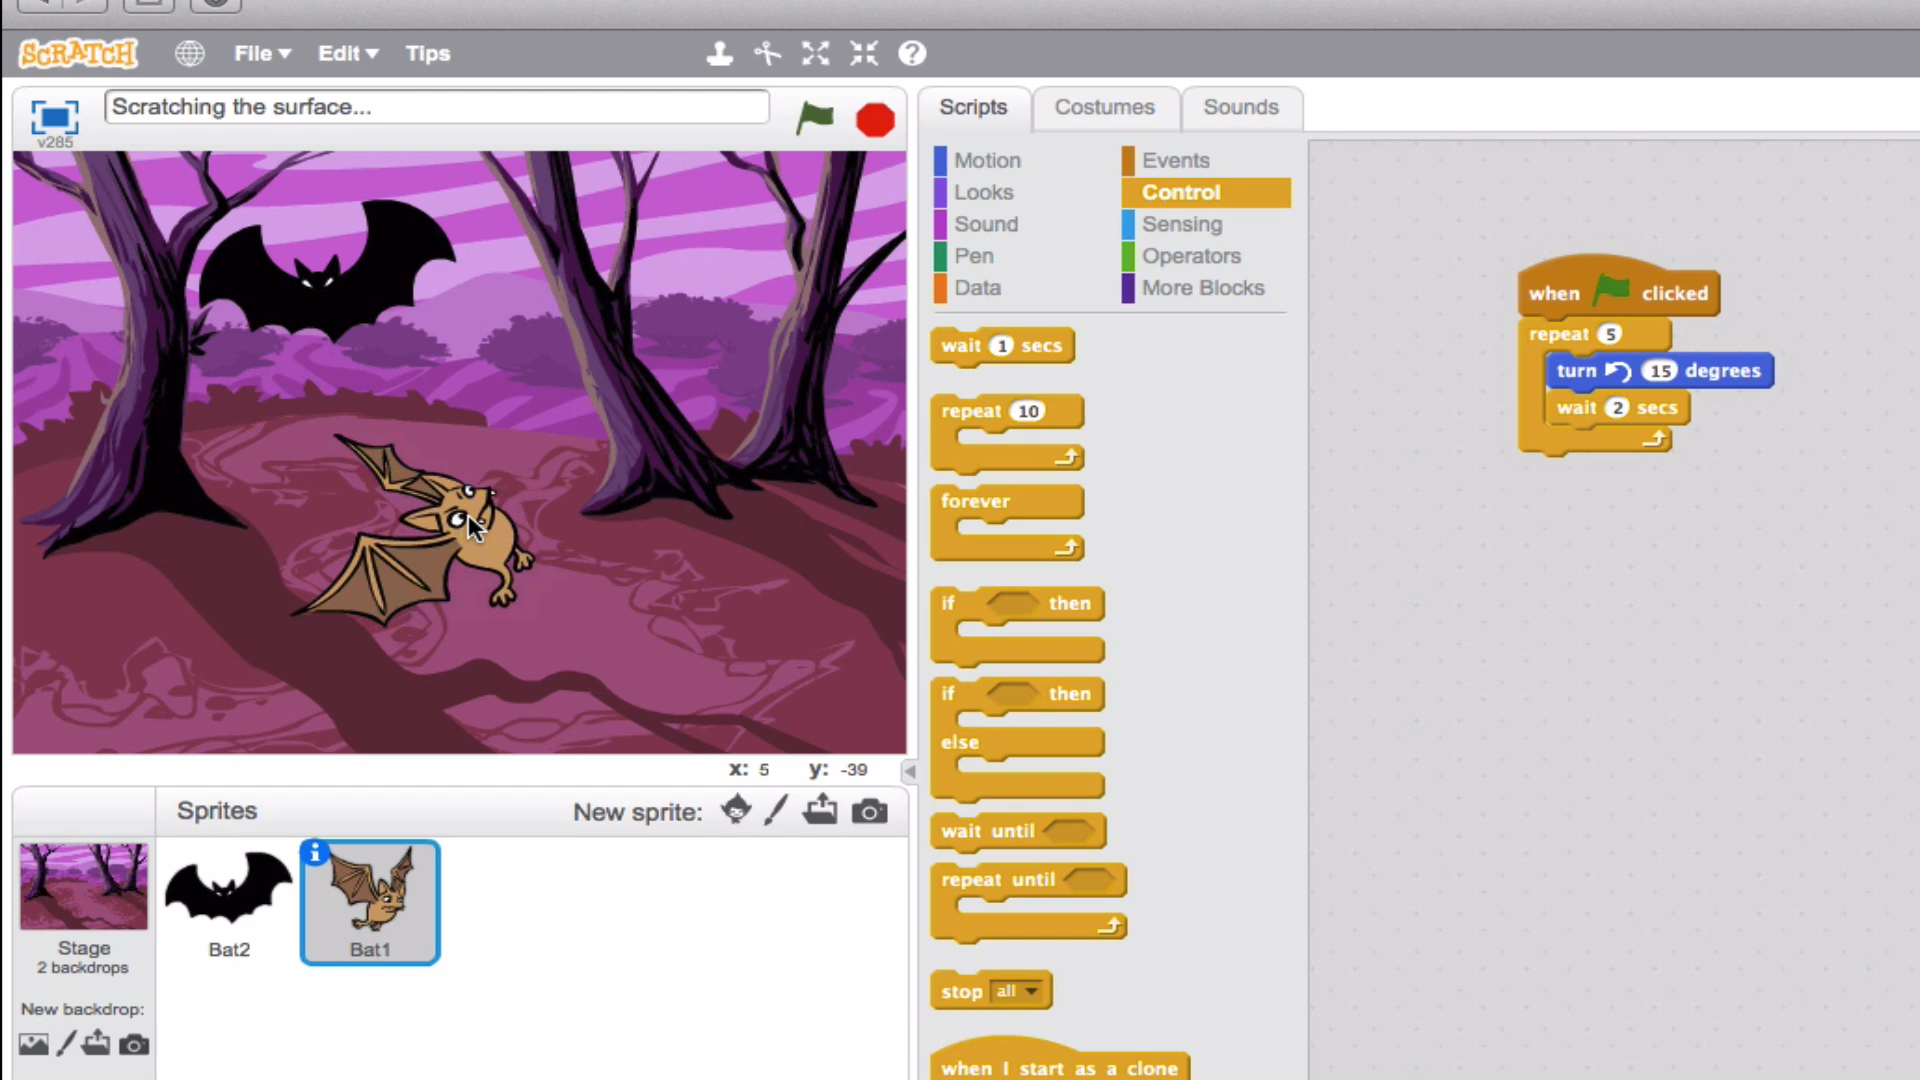 SCRATCH
File
Edit
Tips
v285
Scratching the surface...
x: 5 y: -39
Sprites
New sprite:
Stage
2 backdrops
New backdrop:
Bat2
Bat1
Scripts
Costumes
Sounds
Motion
Looks
Sound
Pen
Data
Events
Control
Sensing
Operators
More Blocks
wait 1 secs
repeat 10
forever
if then
if then
else
wait until
repeat until
stop all
when I start as a clone
when clicked
repeat 5
turn 15 degrees
wait 2 secs